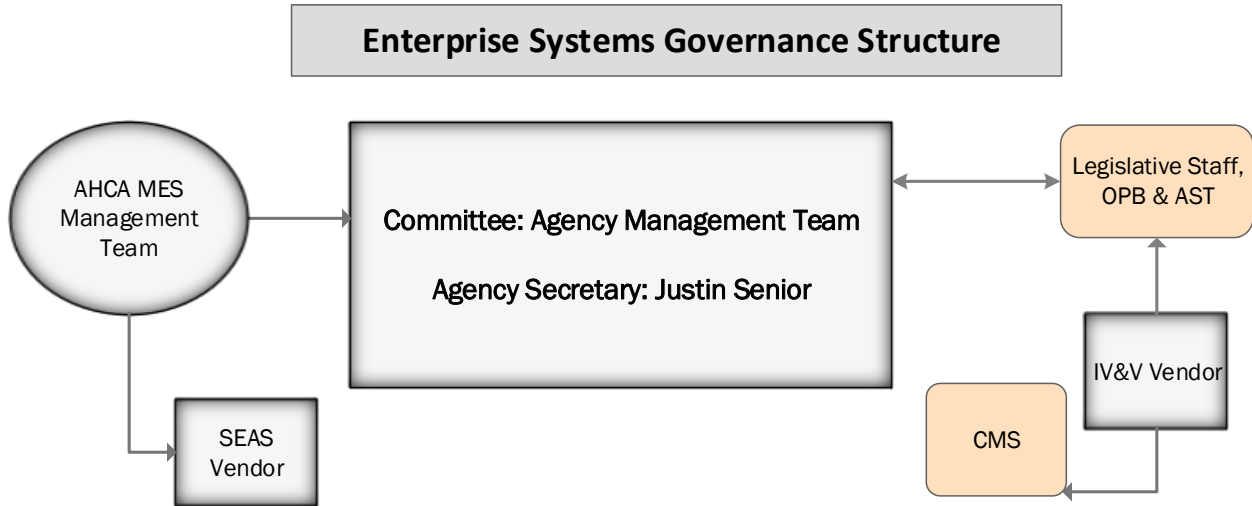 Enterprise Systems Governance Structure
AHCA MES
Management
Team
Committee: Agency Management Team
Agency Secretary: Justin Senior
Legislative Staff,
OPB & AST
IV&V Vendor
SEAS
Vendor
CMS